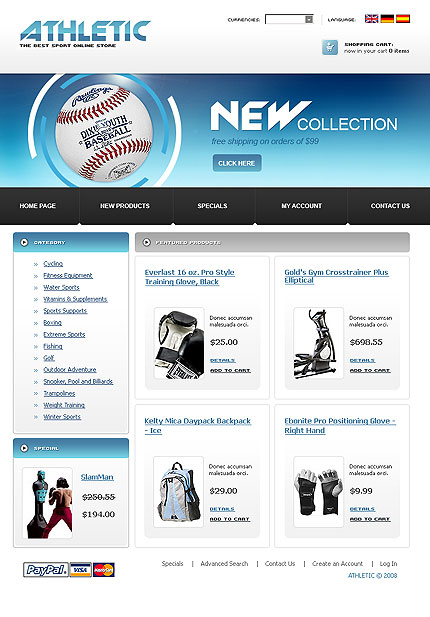 ATHLETIC
THE BEST SPORT ONLINE STORE
CURRENCIES:
LANGUAGE:
SHOPPING CART:
now in your cart 0 items
Rawlings
DIXIE YOUTH
BASEBALL
NEW COLLECTION
free shipping on orders of $99
CLICK HERE
HOME PAGE
NEW PRODUCTS
SPECIALS
MY ACCOUNT
CONTACT US
CATEGORY
Cycling
Fitness Equipment
Water Sports
Vitamins & Supplements
Sports Supports
Boxing
Extreme Sports
Fishing
Golf
Outdoor Adventure
Snooker, Pool and Billiards
Trampolines
Weight Training
Winter Sports
SPECIAL
SlamMan
$250.55
$194.00
FEATURED PRODUCTS
Everlast 16 oz. Pro Style
Training Glove, Black
Donec accumsan
malesuada orci.
$25.00
DETAILS
ADD TO CART
Gold's Gym Crosstrainer Plus
Elliptical
Donec accumsan
malesuada orci.
$698.55
DETAILS
ADD TO CART
Kelty Mica Daypack Backpack
- Ice
Donec accumsan
malesuada orci.
$29.00
DETAILS
ADD TO CART
Ebonite Pro Positioning Glove -
Right Hand
Donec accumsan
malesuada orci.
$9.99
DETAILS
ADD TO CART
PayPal VISA MasterCard
Specials | Advanced Search | Contact Us | Create an Account | Log In
ATHLETIC © 2008